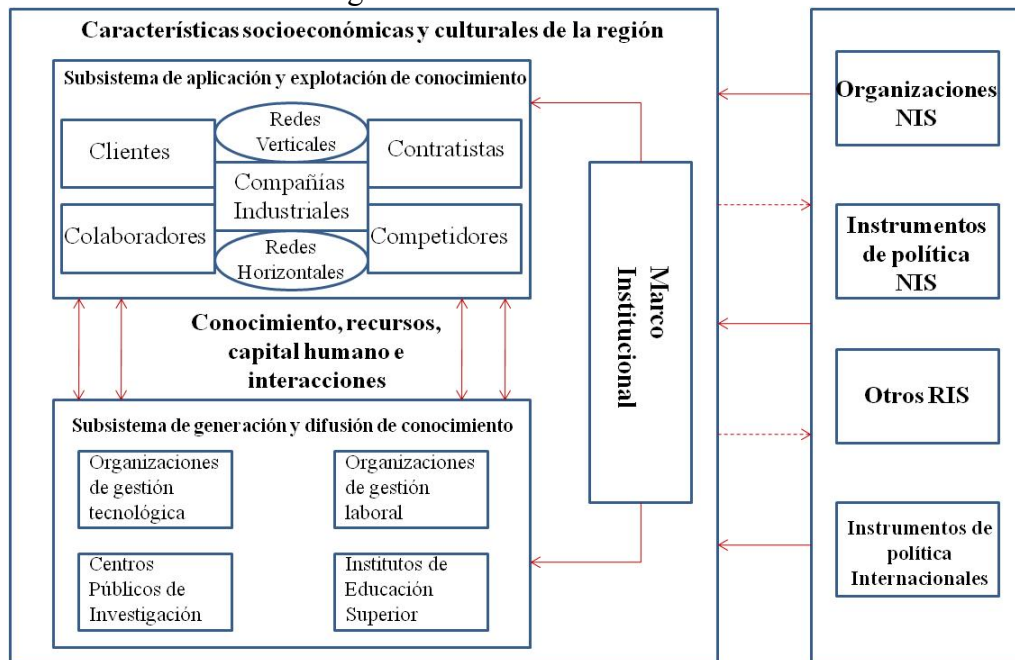 Características socioeconómicas y culturales de la región
Subsistema de aplicación y explotación de conocimiento
Redes
Verticales
Clientes
Contratistas
Compañías
Industriales
Colaboradores
Competidores
Redes
Horizontales
Conocimiento, recursos,
capital humano e
interacciones
Subsistema de generación y difusión de conocimiento
Organizaciones
de gestión
tecnológica
Organizaciones
de gestión
laboral
Centros
Públicos de
Investigación
Institutos de
Educación
Superior
Marco
Institucional
Organizaciones
NIS
Instrumentos
de política
NIS
Otros RIS
Instrumentos de
política
Internacionales